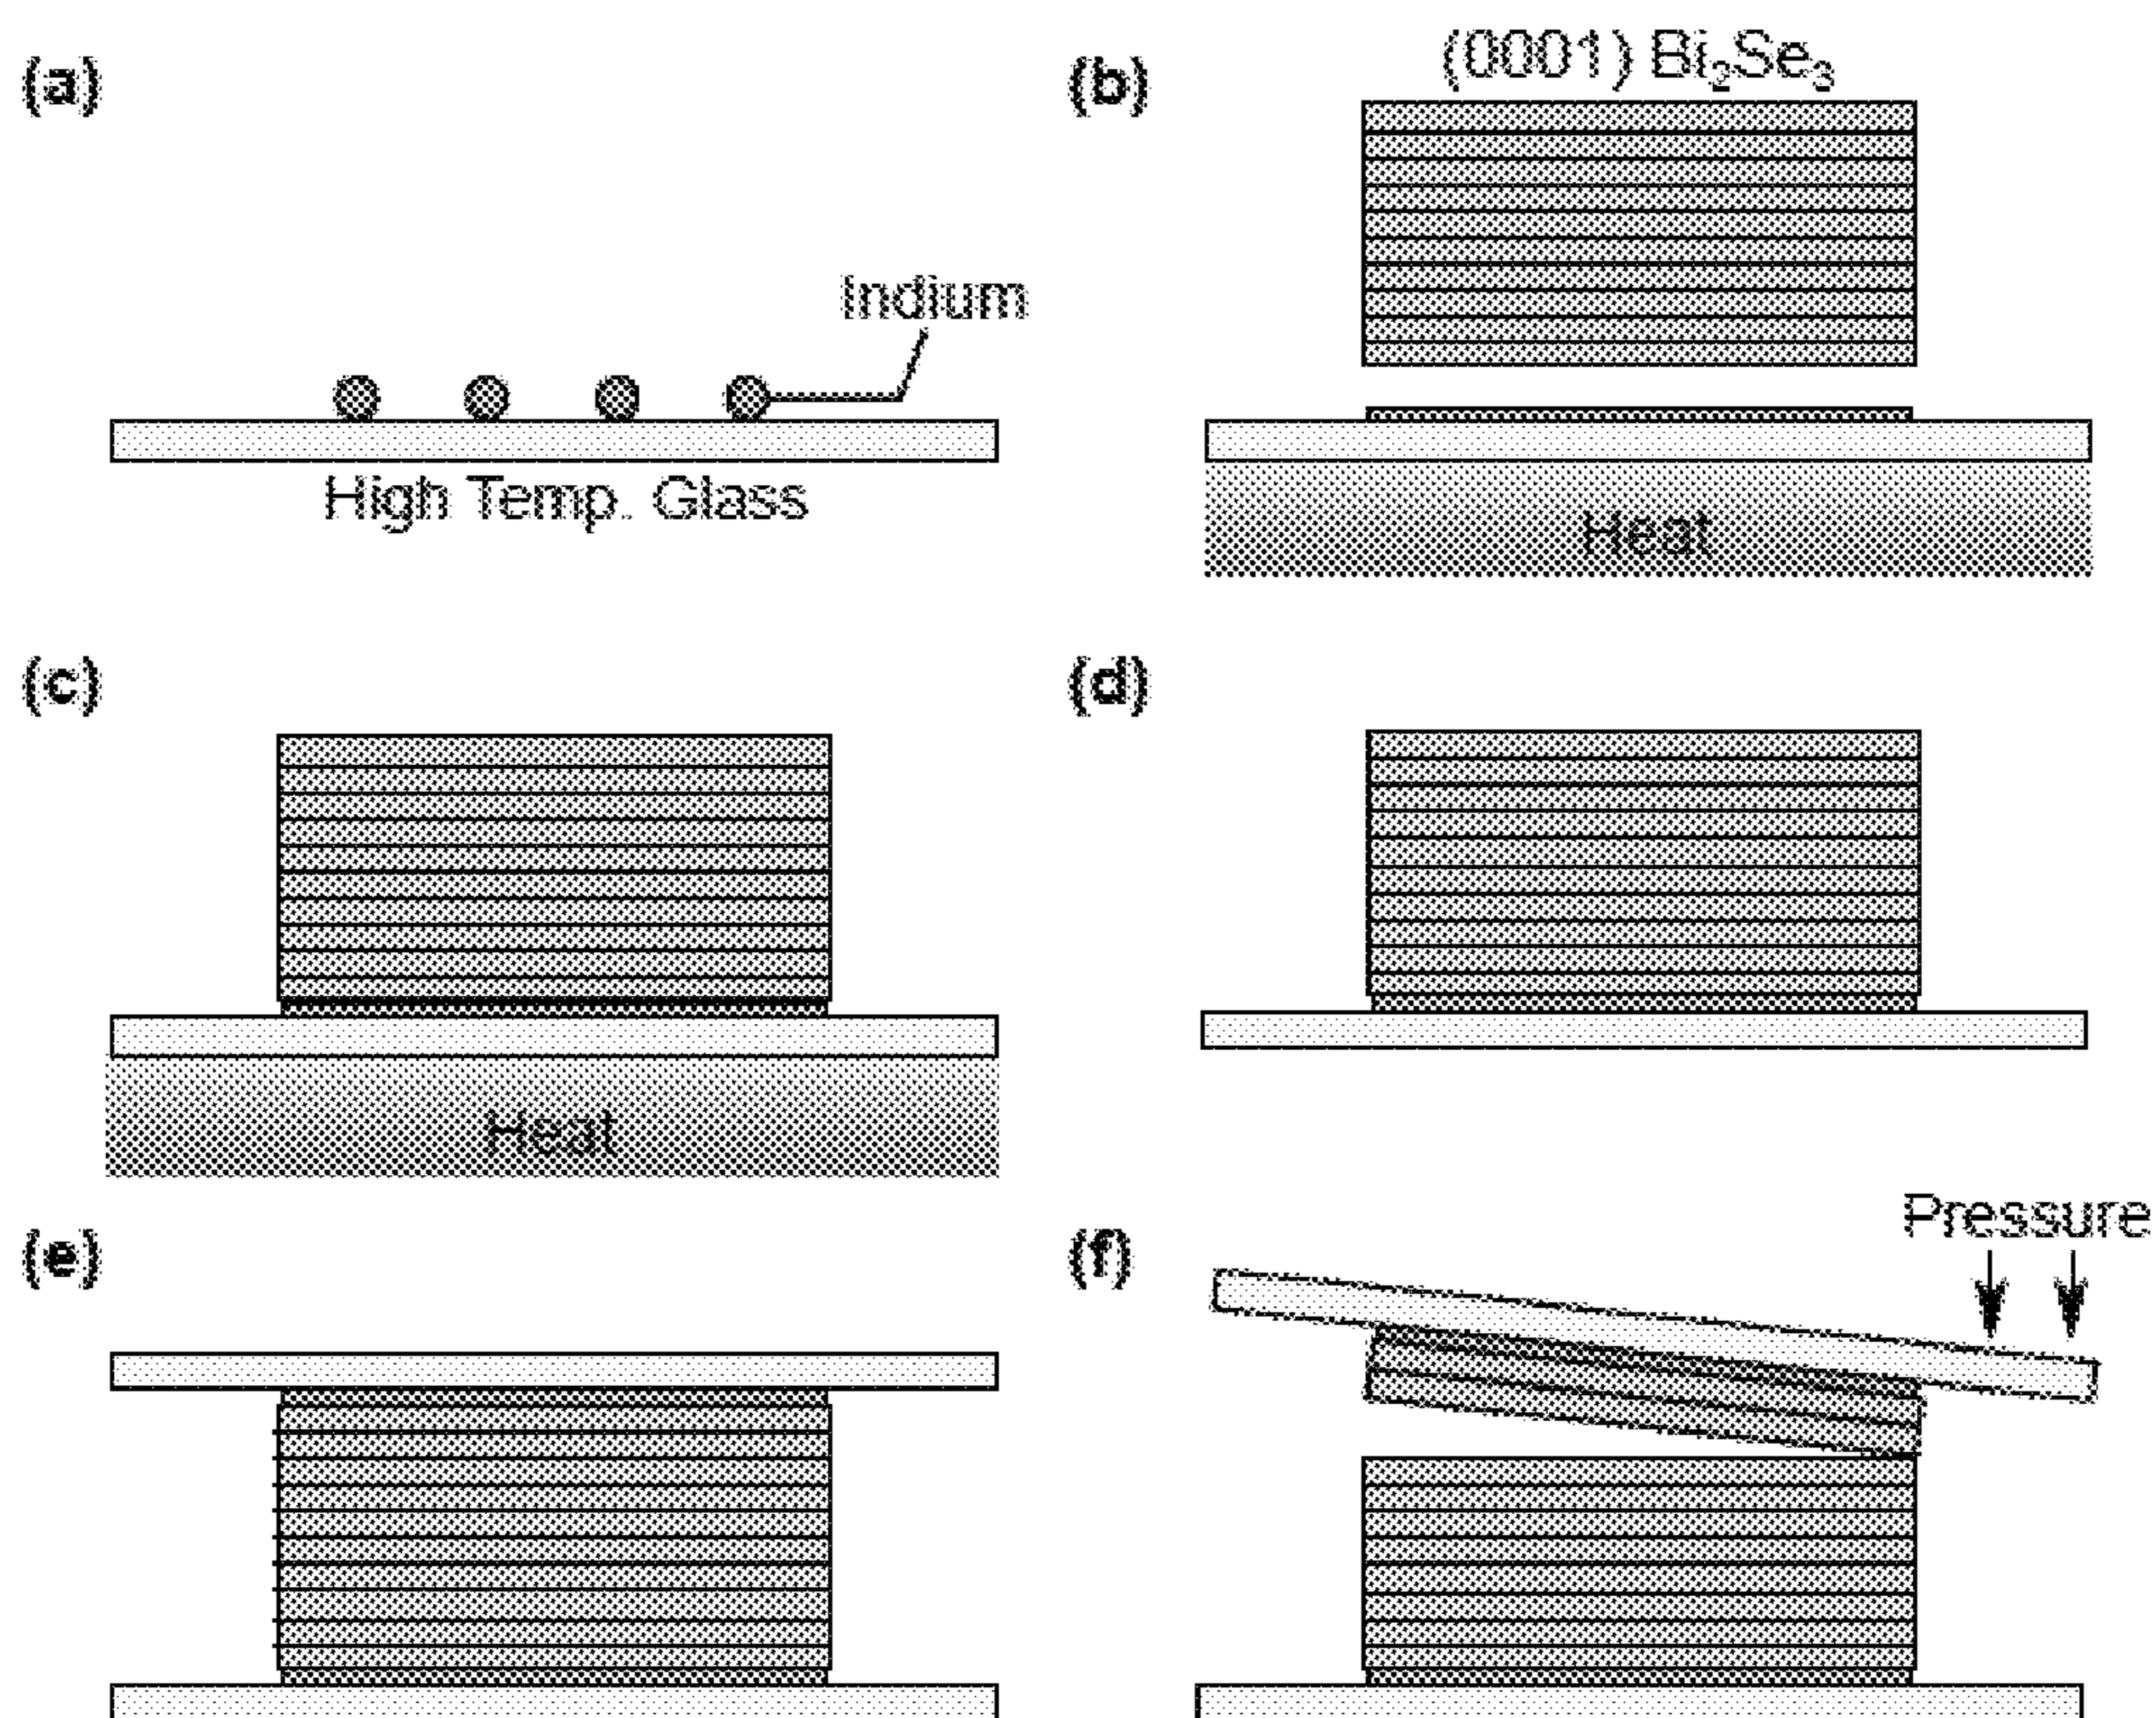 (a)
Indium
High Temp. Glass
(b)
(0001) Bi₂Se₃
Heat
(c)
Heat
(d)
(e)
(f)
Pressure